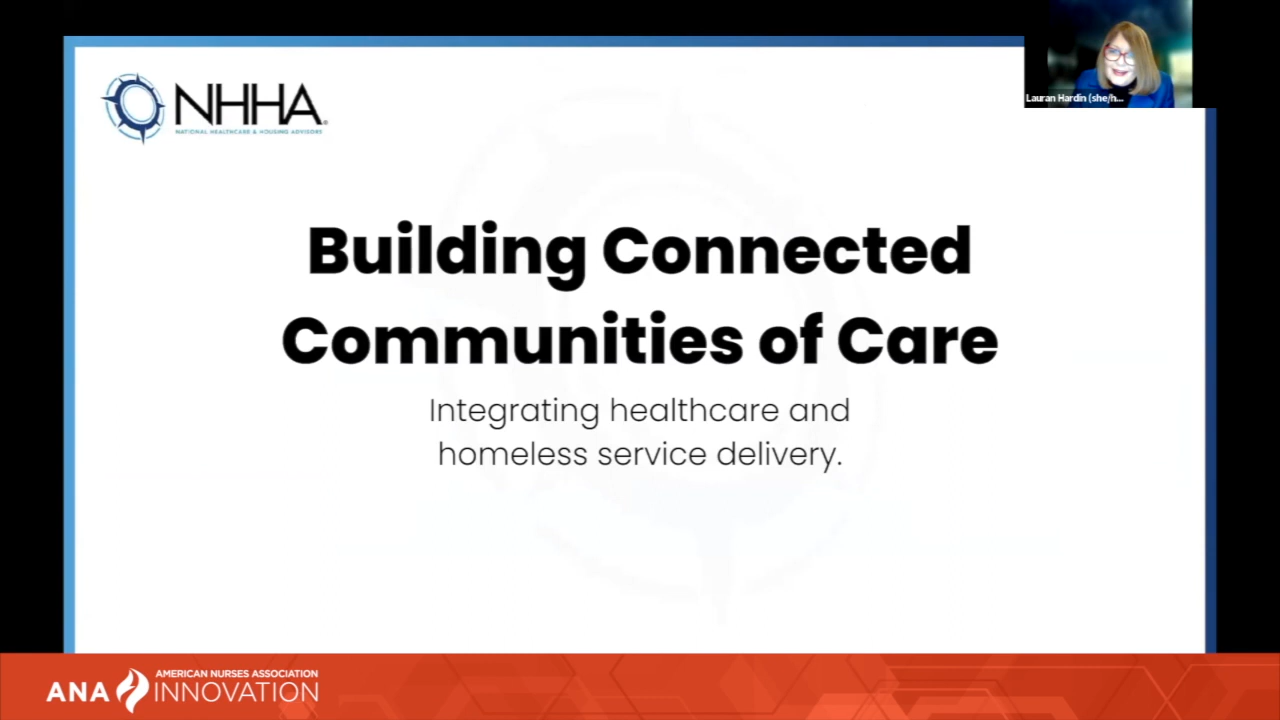 NHHA
NATIONAL HEALTHCARE & HOUSING ADVISORY
Lauran Hardin (she/h...
Building Connected
Communities of Care
Integrating healthcare and
homeless service delivery.
ANA
AMERICAN NURSES ASSOCIATION
INNOVATION